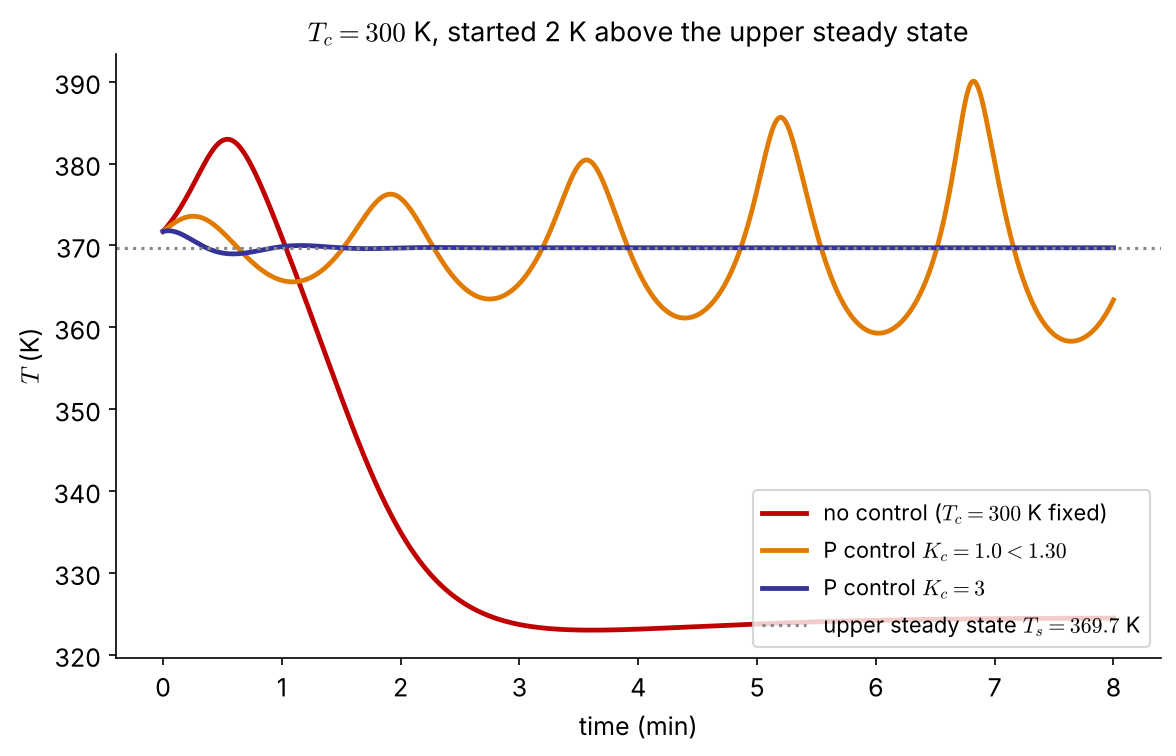 T_c = 300 K, started 2 K above the upper steady state
390
380
370
360
350
340
330
320
T (K)
no control (T_c = 300 K fixed)
P control K_c = 1.0 < 1.30
P control K_c = 3
upper steady state T_s = 369.7 K
0 1 2 3 4 5 6 7 8
time (min)